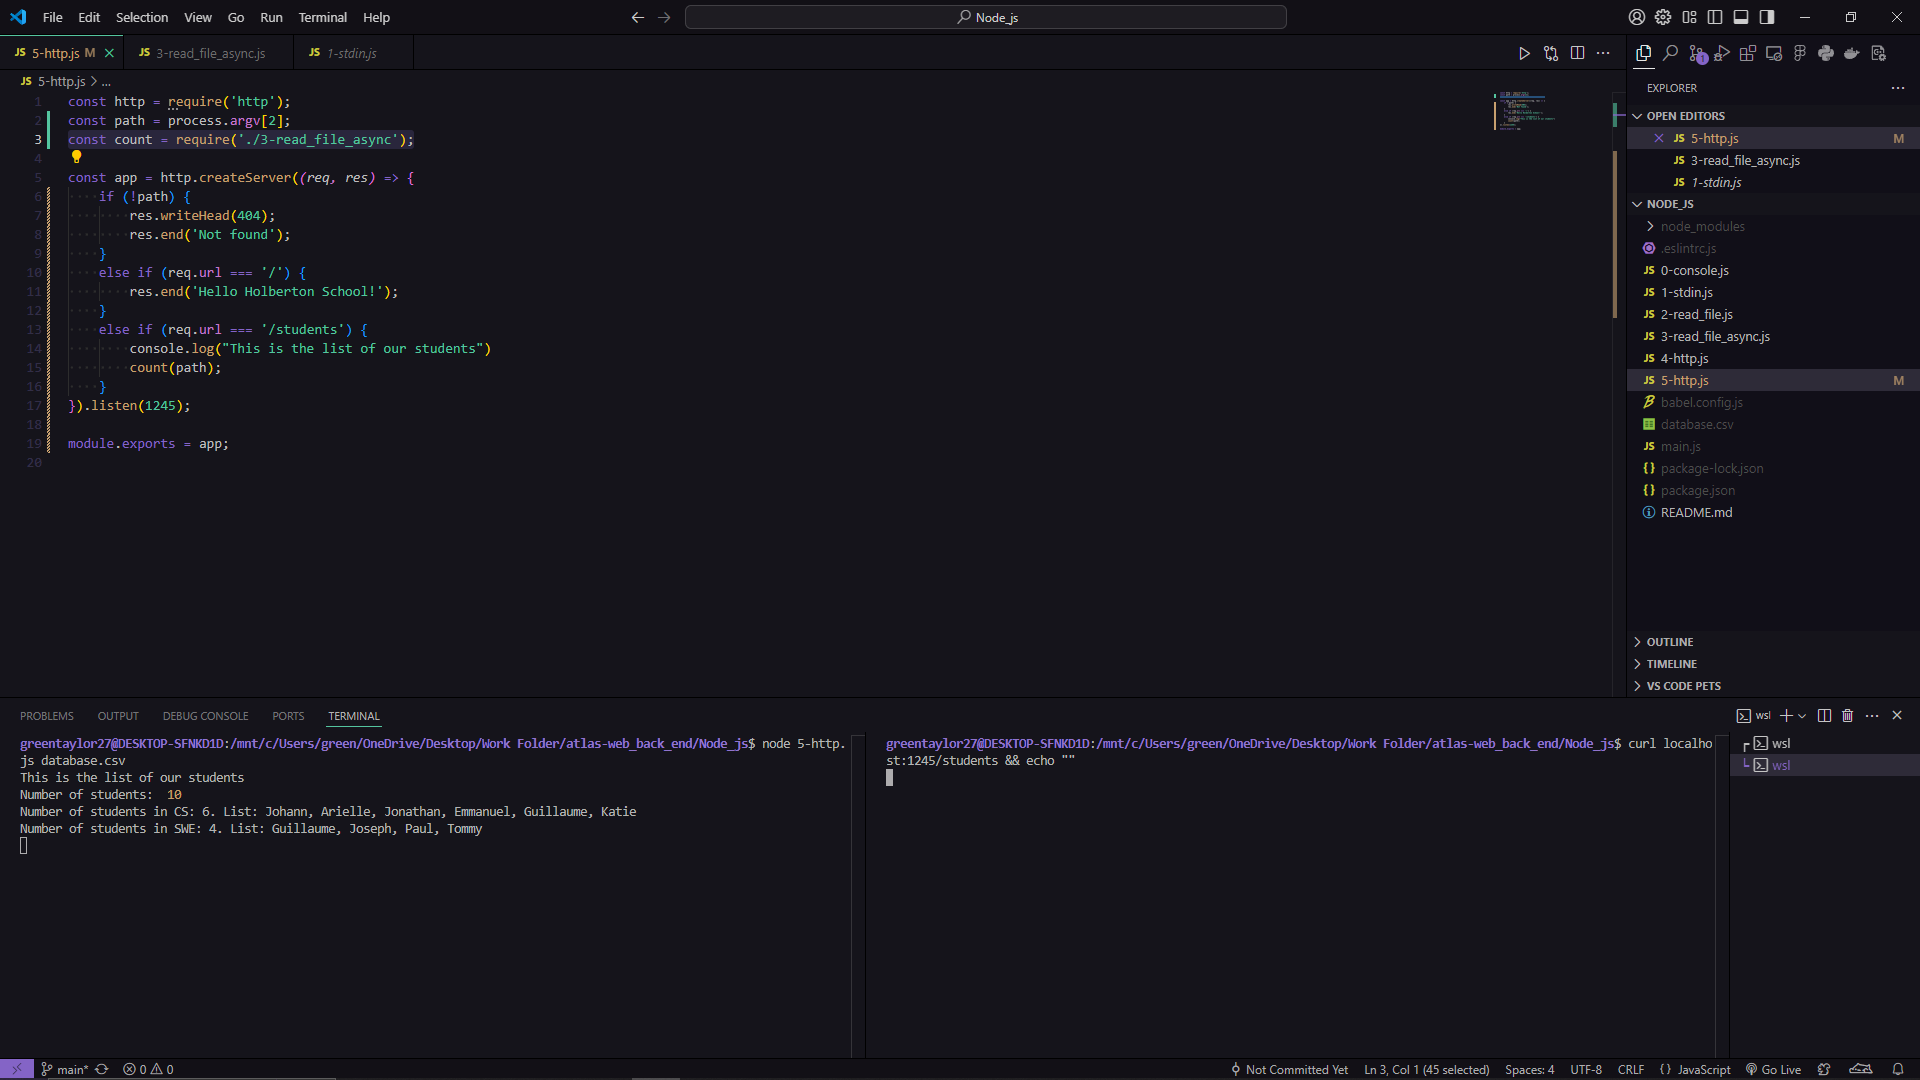 File Edit Selection View Go Run Terminal Help
Node_js
JS 5-http.js M
JS 3-read_file_async.js
JS 1-stdin.js
JS 5-http.js > ...
1 const http = require('http');
2 const path = process.argv[2];
3 const count = require('./3-read_file_async');
4
5 const app = http.createServer((req, res) => {
6 if (!path) {
7 res.writeHead(404);
8 res.end('Not found');
9 }
10 else if (req.url === '/') {
11 res.end('Hello Holberton School!');
12 }
13 else if (req.url === '/students') {
14 console.log("This is the list of our students")
15 count(path);
16 }
17 }).listen(1245);
18
19 module.exports = app;
20
1
EXPLORER
OPEN EDITORS
JS 5-http.js M
JS 3-read_file_async.js
JS 1-stdin.js
NODE_JS
node_modules
.eslintrc.js
JS 0-console.js
JS 1-stdin.js
JS 2-read_file.js
JS 3-read_file_async.js
JS 4-http.js
JS 5-http.js M
babel.config.js
database.csv
JS main.js
{} package-lock.json
{} package.json
README.md
OUTLINE
TIMELINE
VS CODE PETS
PROBLEMS OUTPUT DEBUG CONSOLE PORTS TERMINAL
wsl
greentaylor27@DESKTOP-SFNKD1D:/mnt/c/Users/green/OneDrive/Desktop/Work Folder/atlas-web_back_end/Node_js$ node 5-http.
js database.csv
This is the list of our students
Number of students:  10
Number of students in CS: 6. List: Johann, Arielle, Jonathan, Emmanuel, Guillaume, Katie
Number of students in SWE: 4. List: Guillaume, Joseph, Paul, Tommy
greentaylor27@DESKTOP-SFNKD1D:/mnt/c/Users/green/OneDrive/Desktop/Work Folder/atlas-web_back_end/Node_js$ curl localho
st:1245/students && echo ""
wsl
wsl
main* 0 0
Not Committed Yet Ln 3, Col 1 (45 selected) Spaces: 4 UTF-8 CRLF {} JavaScript Go Live